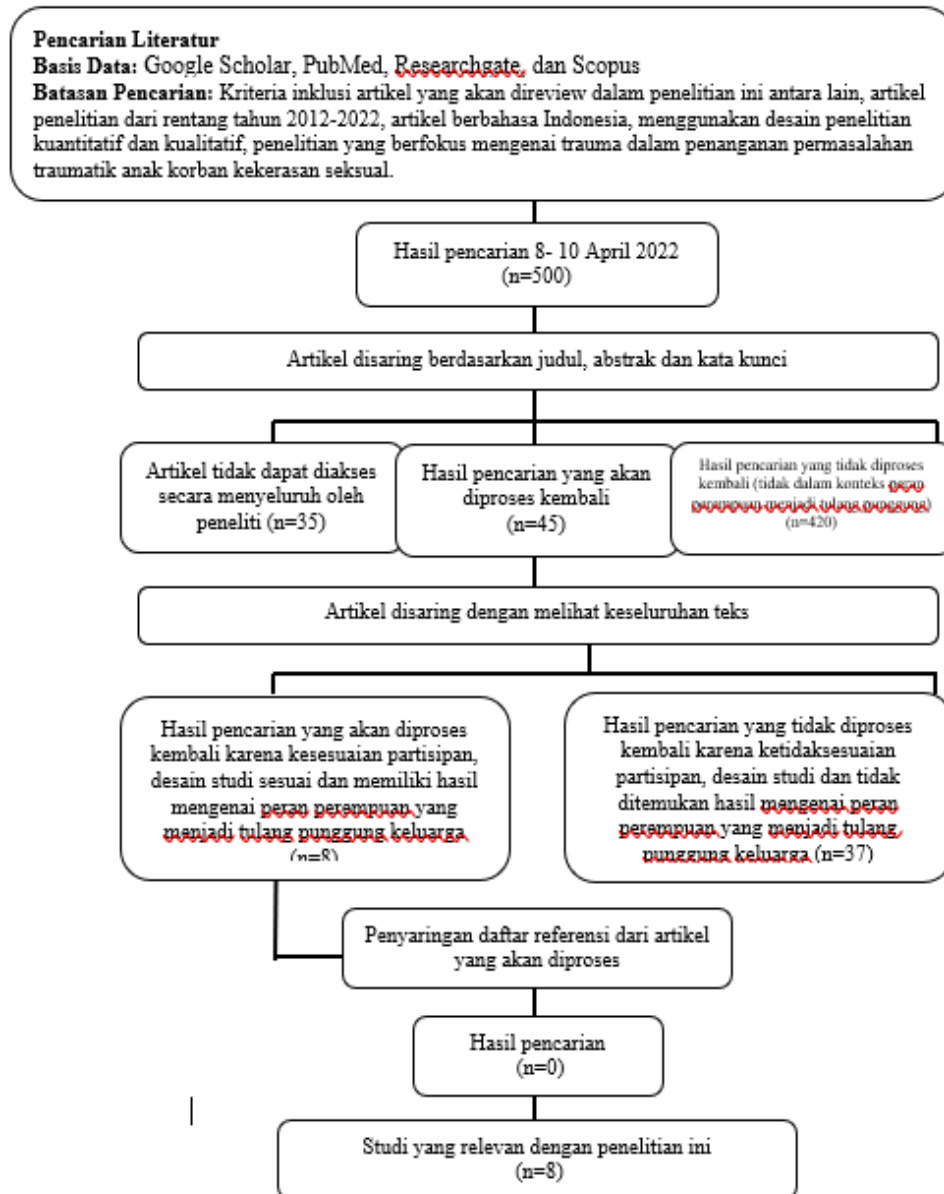 Pencarian Literatur
Basis Data: Google Scholar, PubMed, Researchgate, dan Scopus
Batasan Pencarian: Kriteria inklusi artikel yang akan direview dalam penelitian ini antara lain, artikel
penelitian dari rentang tahun 2012-2022, artikel berbahasa Indonesia, menggunakan desain penelitian
kuantitatif dan kualitatif, penelitian yang berfokus mengenai trauma dalam penanganan permasalahan
traumatik anak korban kekerasan seksual.
Hasil pencarian 8- 10 April 2022
(n=500)
Artikel disaring berdasarkan judul, abstrak dan kata kunci
Artikel tidak dapat diakses
secara menyeluruh oleh
peneliti (n=35)
Hasil pencarian yang akan
diproses kembali
(n=45)
Hasil pencarian yang tidak diproses
kembali (tidak dalam konteks peran
perempuan menjadi tulang punggung)
(n=420)
Artikel disaring dengan melihat keseluruhan teks
Hasil pencarian yang akan diproses
kembali karena kesesuaian partisipan,
desain studi sesuai dan memiliki hasil
mengenai peran perempuan yang
menjadi tulang punggung keluarga
(n=8)
Hasil pencarian yang tidak diproses
kembali karena ketidaksesuaian
partisipan, desain studi dan tidak
ditemukan hasil mengenai peran
perempuan yang menjadi tulang
punggung keluarga (n=37)
Penyaringan daftar referensi dari artikel
yang akan diproses
Hasil pencarian
(n=0)
Studi yang relevan dengan penelitian ini
(n=8)